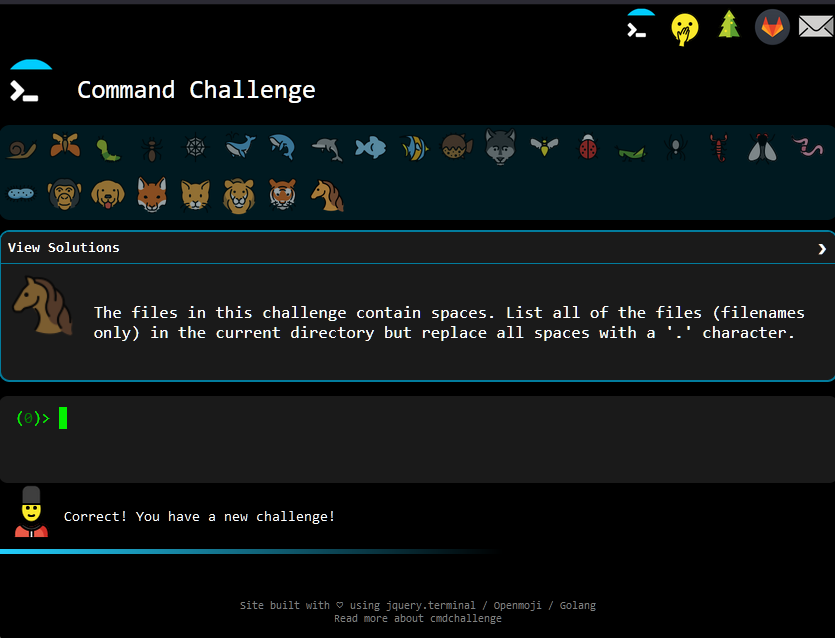 Command Challenge
View Solutions
The files in this challenge contain spaces. List all of the files (filenames
only) in the current directory but replace all spaces with a '.' character.
(0)>
Correct! You have a new challenge!
Site built with ♡ using jquery.terminal / Openmoji / Golang
Read more about cmdchallenge